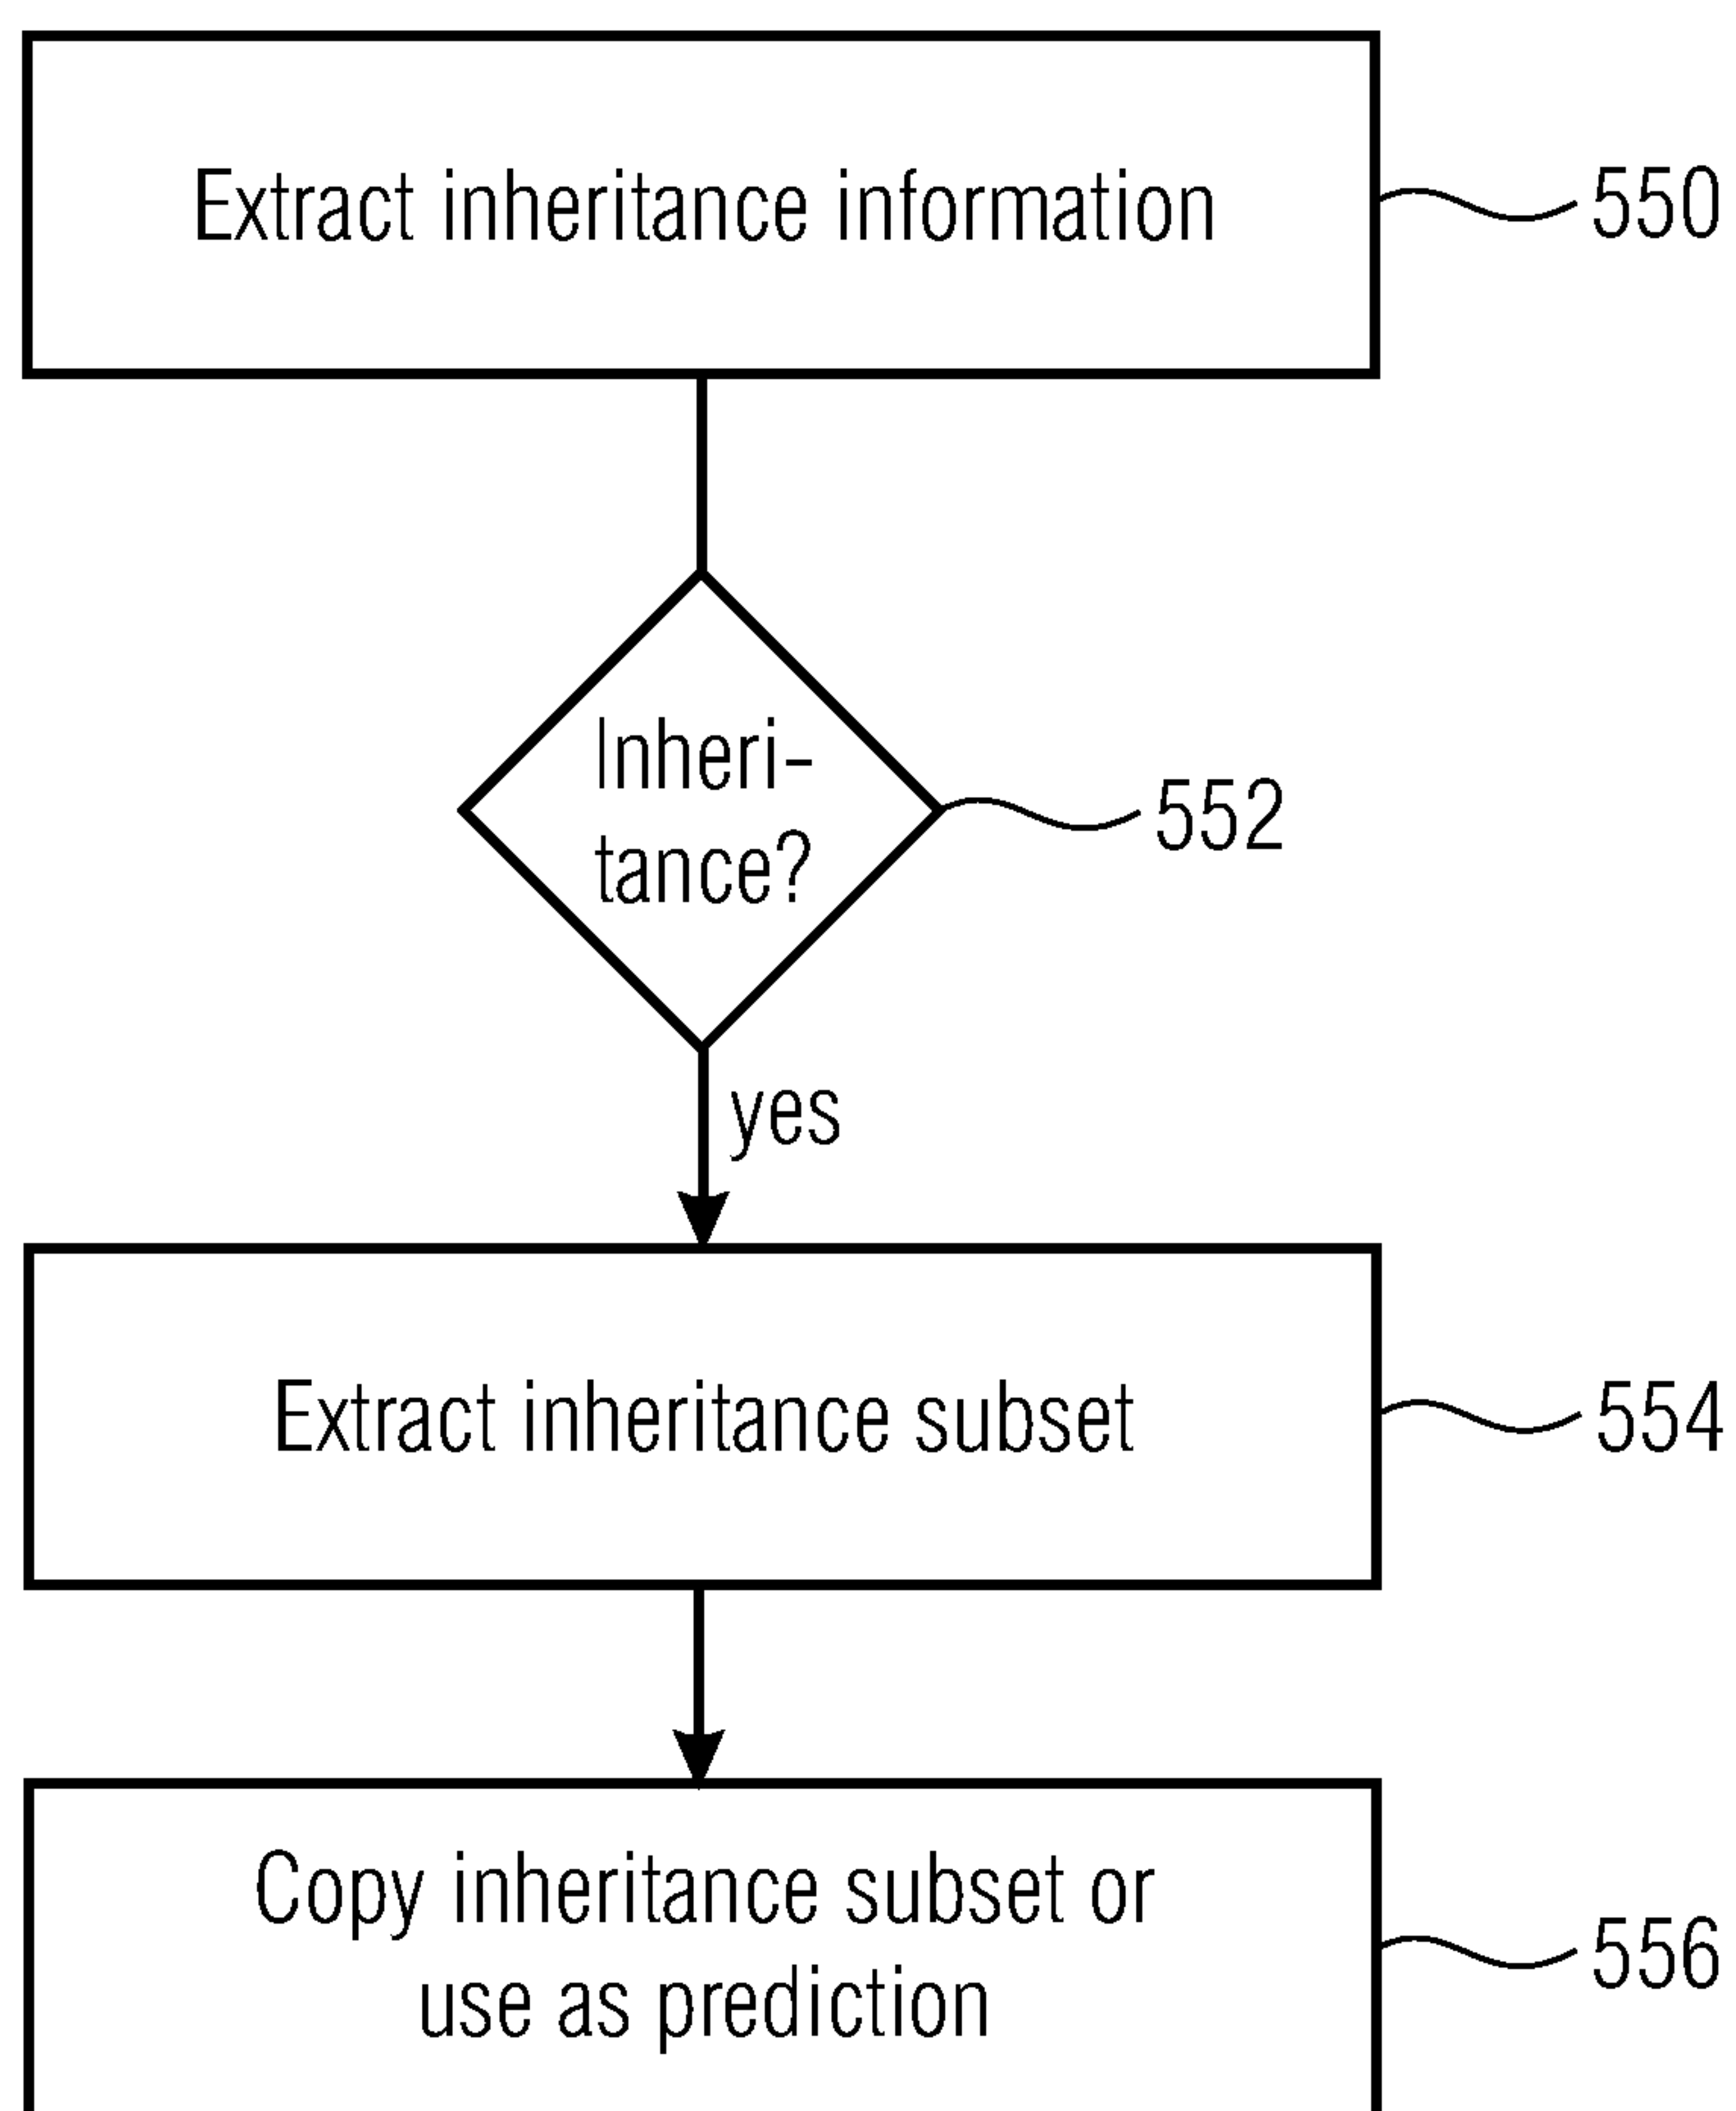 Extract inheritance information
550
Inheri-
tance?
552
yes
Extract inheritance subset
554
Copy inheritance subset or
use as prediction
556